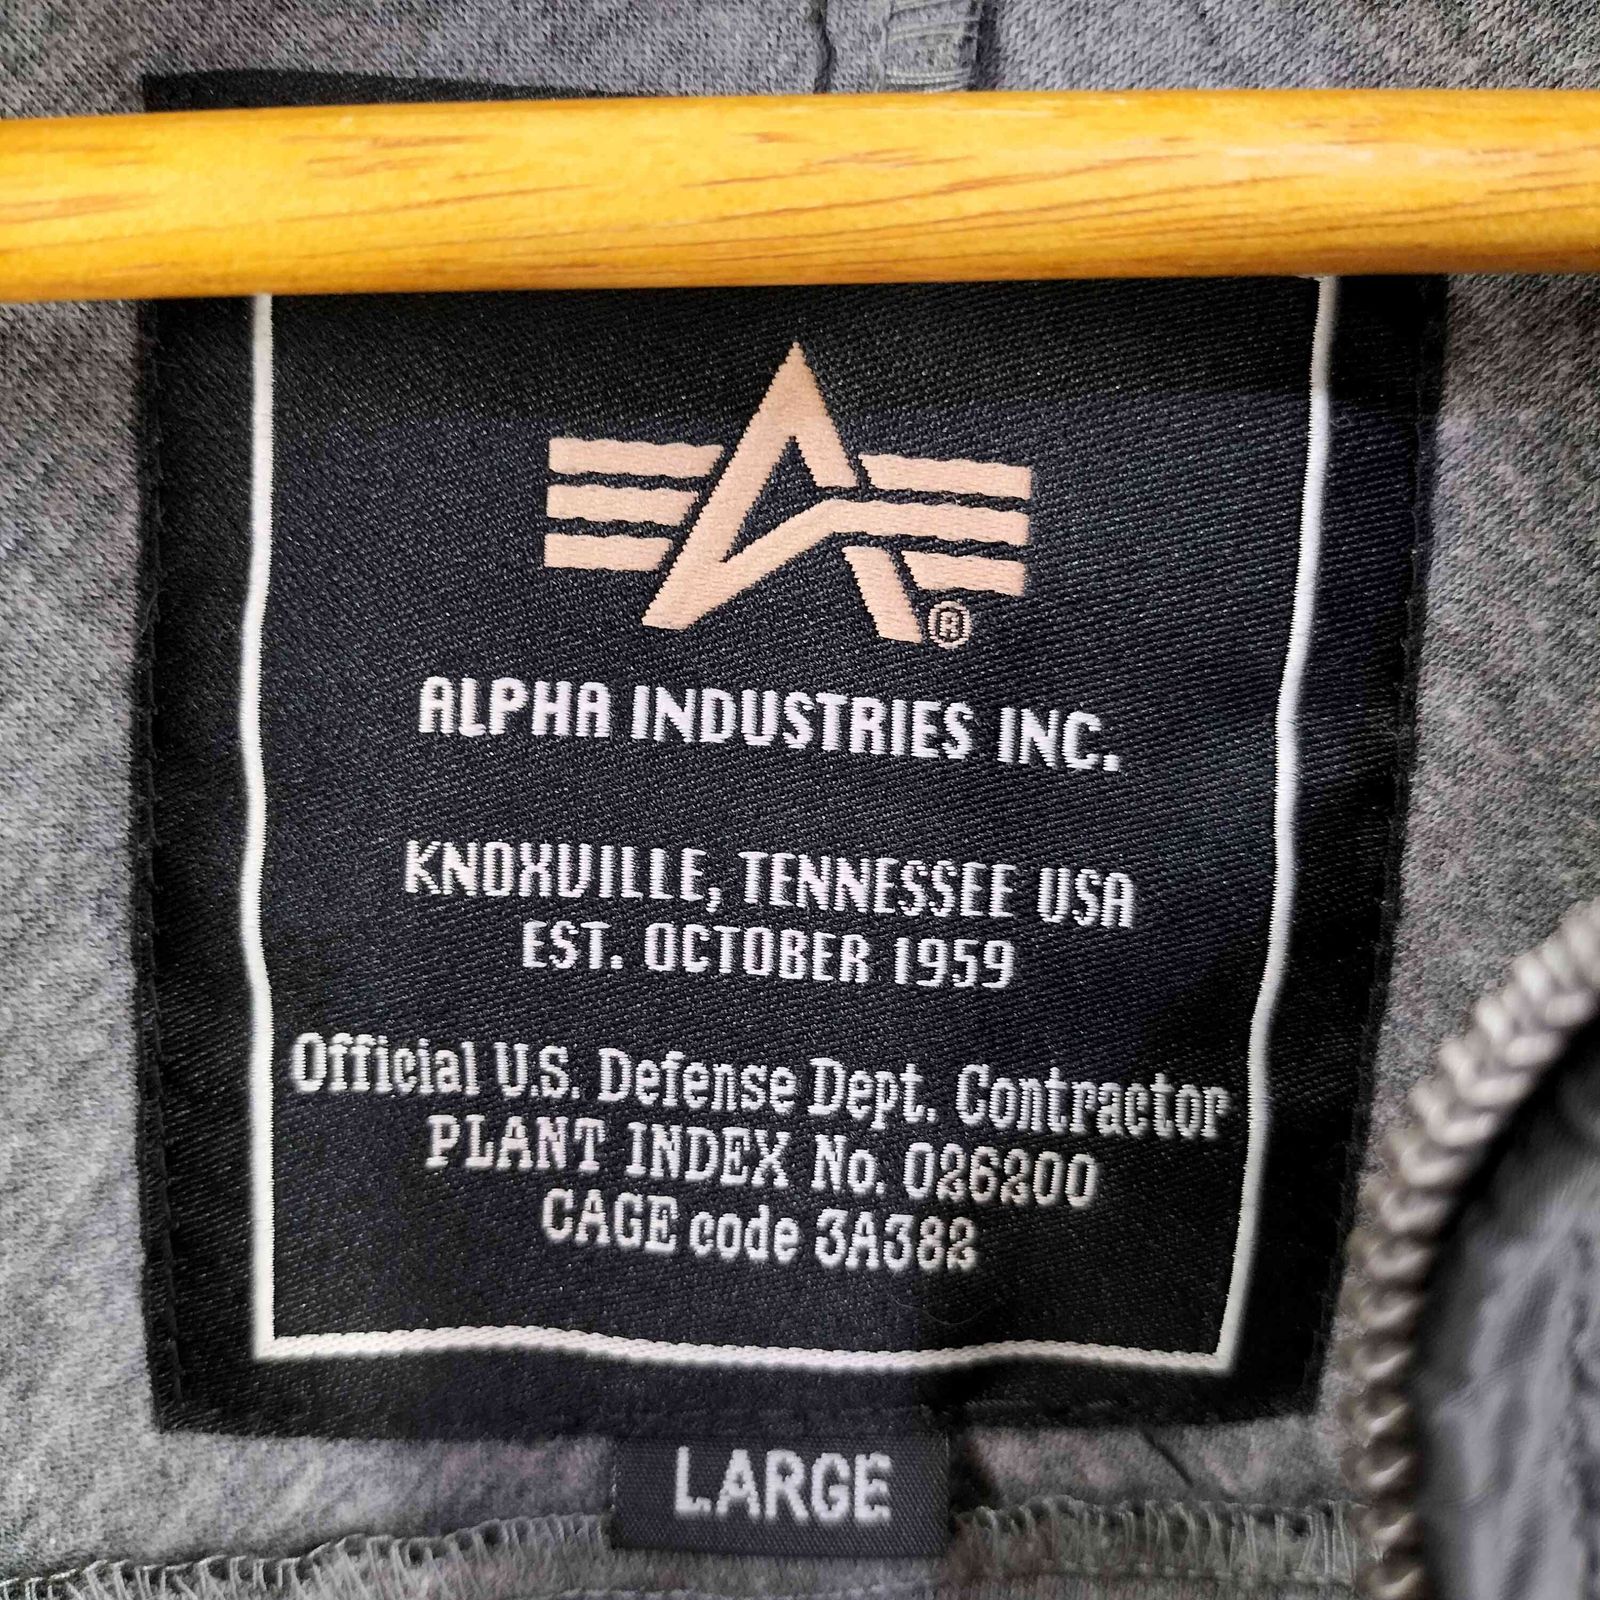 ®
ALPHA INDUSTRIES INC.
KNOXVILLE, TENNESSEE USA
EST. OCTOBER 1959
Official U.S. Defense Dept. Contractor
PLANT INDEX No. 026200
CAGE code 3A382
LARGE